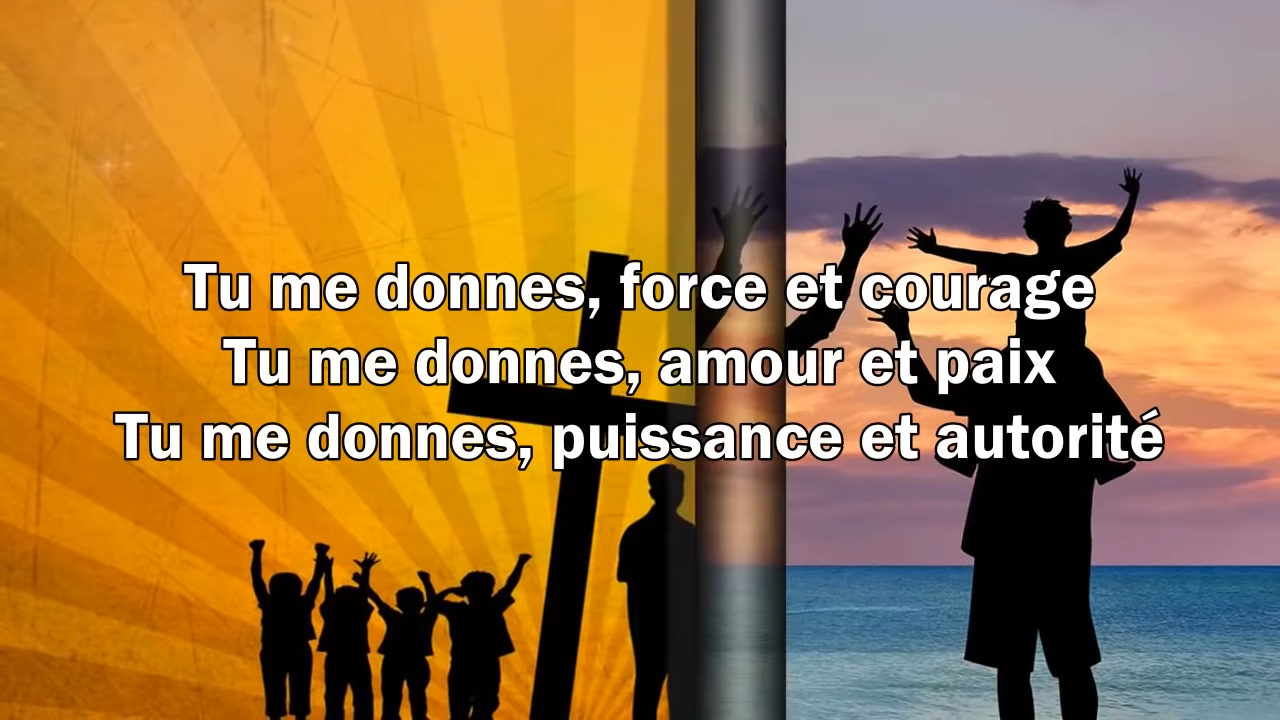 Tu me donnes, force et courage
Tu me donnes, amour et paix
Tu me donnes, puissance et autorité